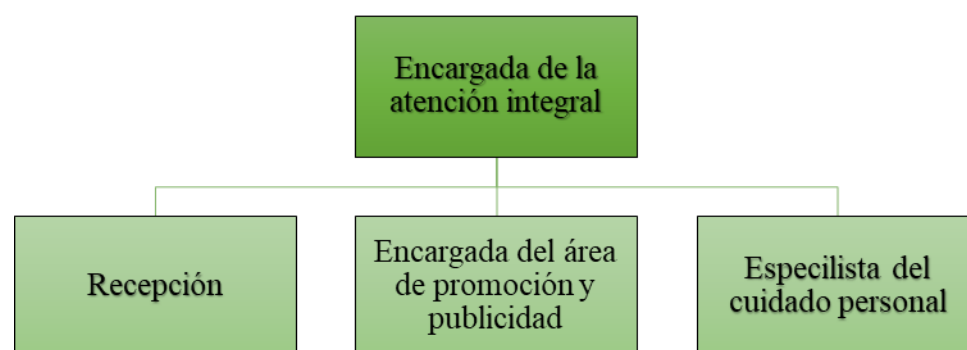 Encargada de la
atención integral
Recepción
Encargada del área
de promoción y
publicidad
Especilista del
cuidado personal